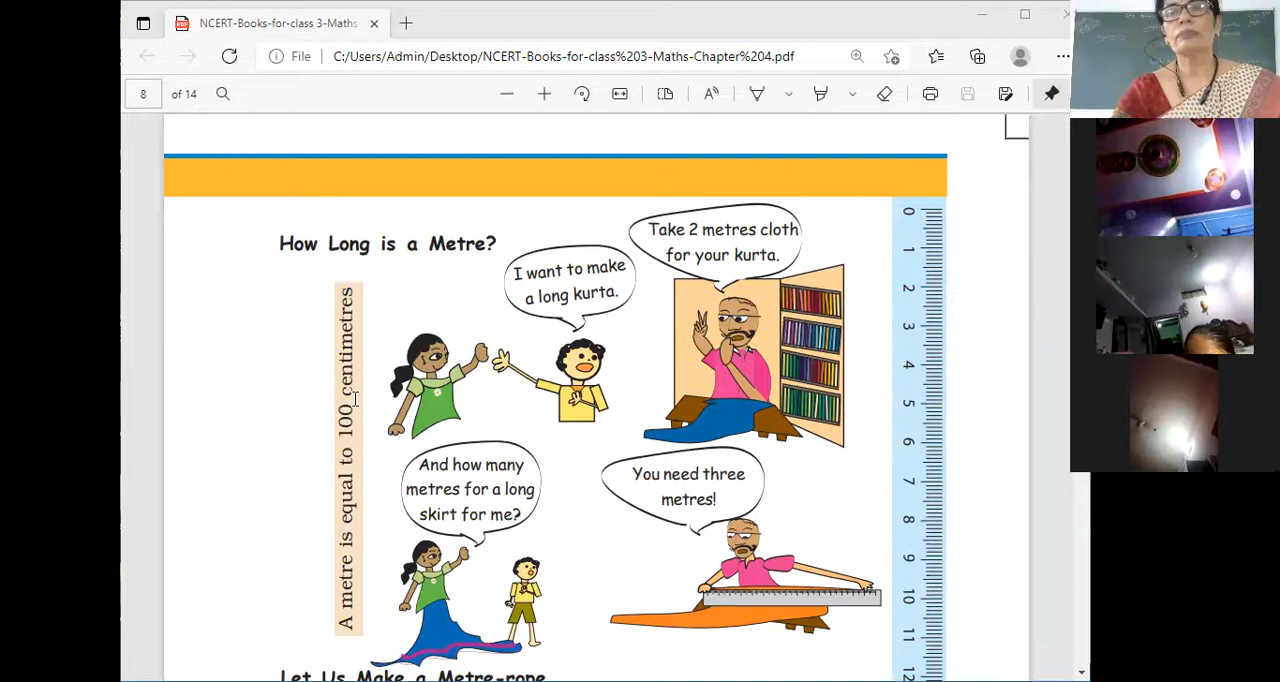 NCERT-Books-for-class 3-Maths-
File
C:/Users/Admin/Desktop/NCERT-Books-for-class%203-Maths-Chapter%204.pdf
8 of 14
How Long is a Metre?
I want to make
a long kurta.
Take 2 metres cloth
for your kurta.
A metre is equal to 100 centimetres
And how many
metres for a long
skirt for me?
You need three
metres!
0
1
2
3
4
5
6
7
8
9
10
11
12
Let Us Make a Metre-rope